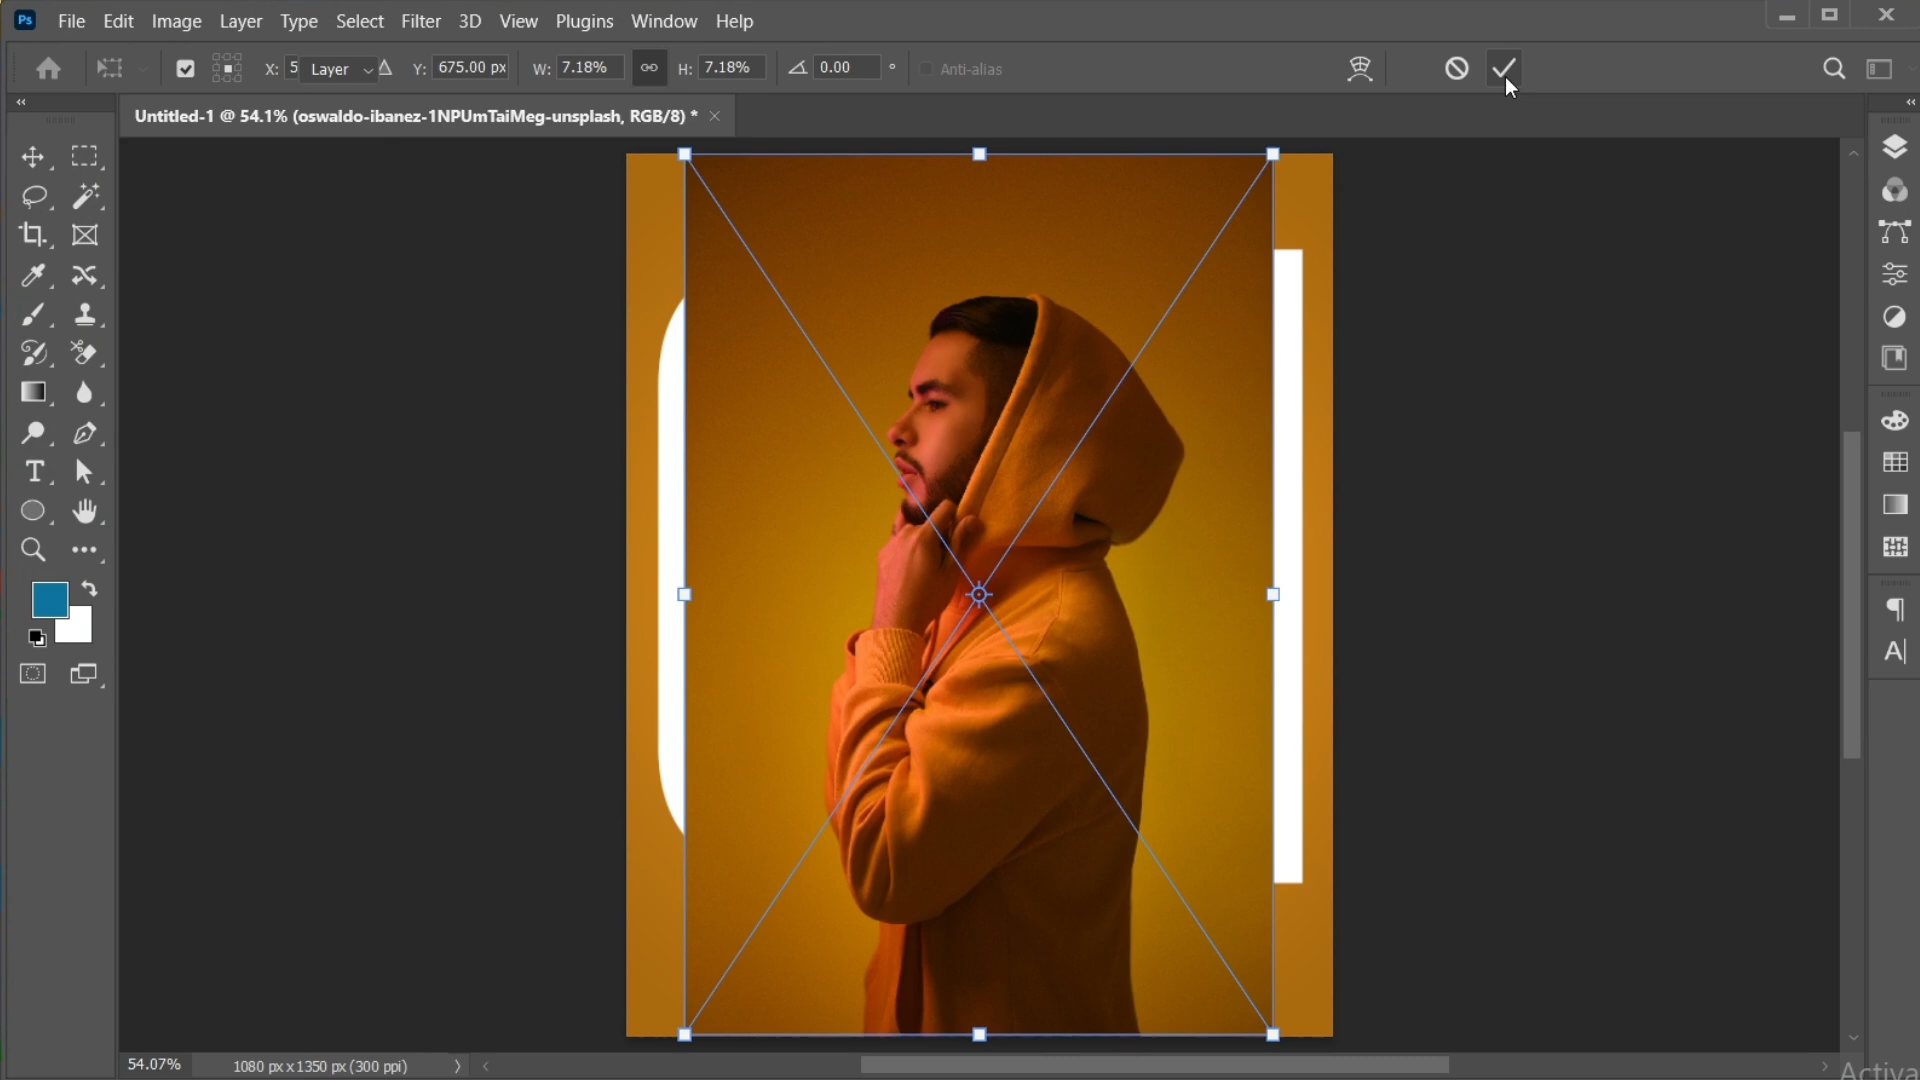 Ps File Edit Image Layer Type Select Filter 3D View Plugins Window Help
X: 5 Layer Y: 675.00 px W: 7.18% H: 7.18% 0.00 ° Anti-alias
Untitled-1 @ 54.1% (oswaldo-ibanez-1NPUmTaiMeg-unsplash, RGB/8) *
54.07% 1080 px x 1350 px (300 ppi)
Activa